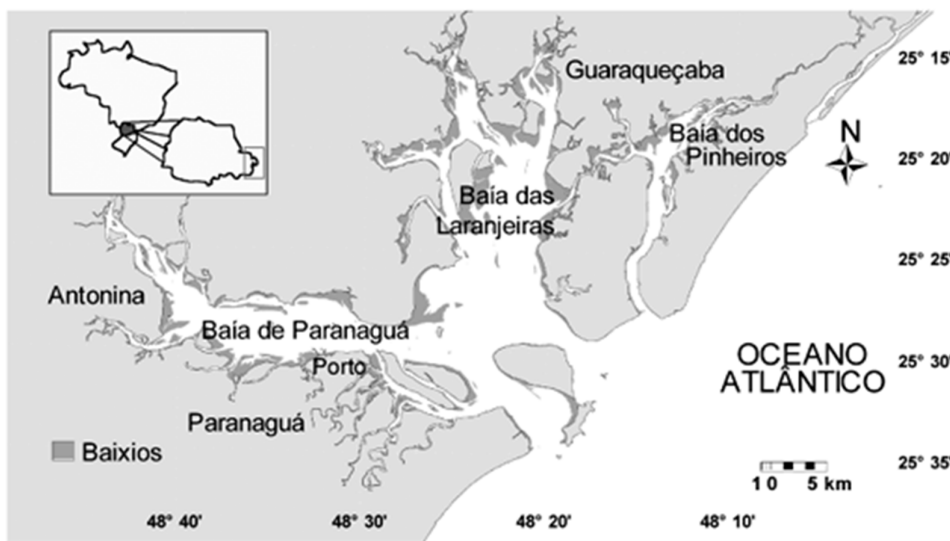 Guaraqueçaba
25° 15'
Baía dos
Pinheiros
N
25° 20'
Baía das
Laranjeiras
25° 25'
Antonina
Baía de Paranaguá
Porto
OCEANO
ATLÂNTICO
25° 30'
Paranaguá
Baixios
25° 35'
1 0 5 km
48° 40'
48° 30'
48° 20'
48° 10'